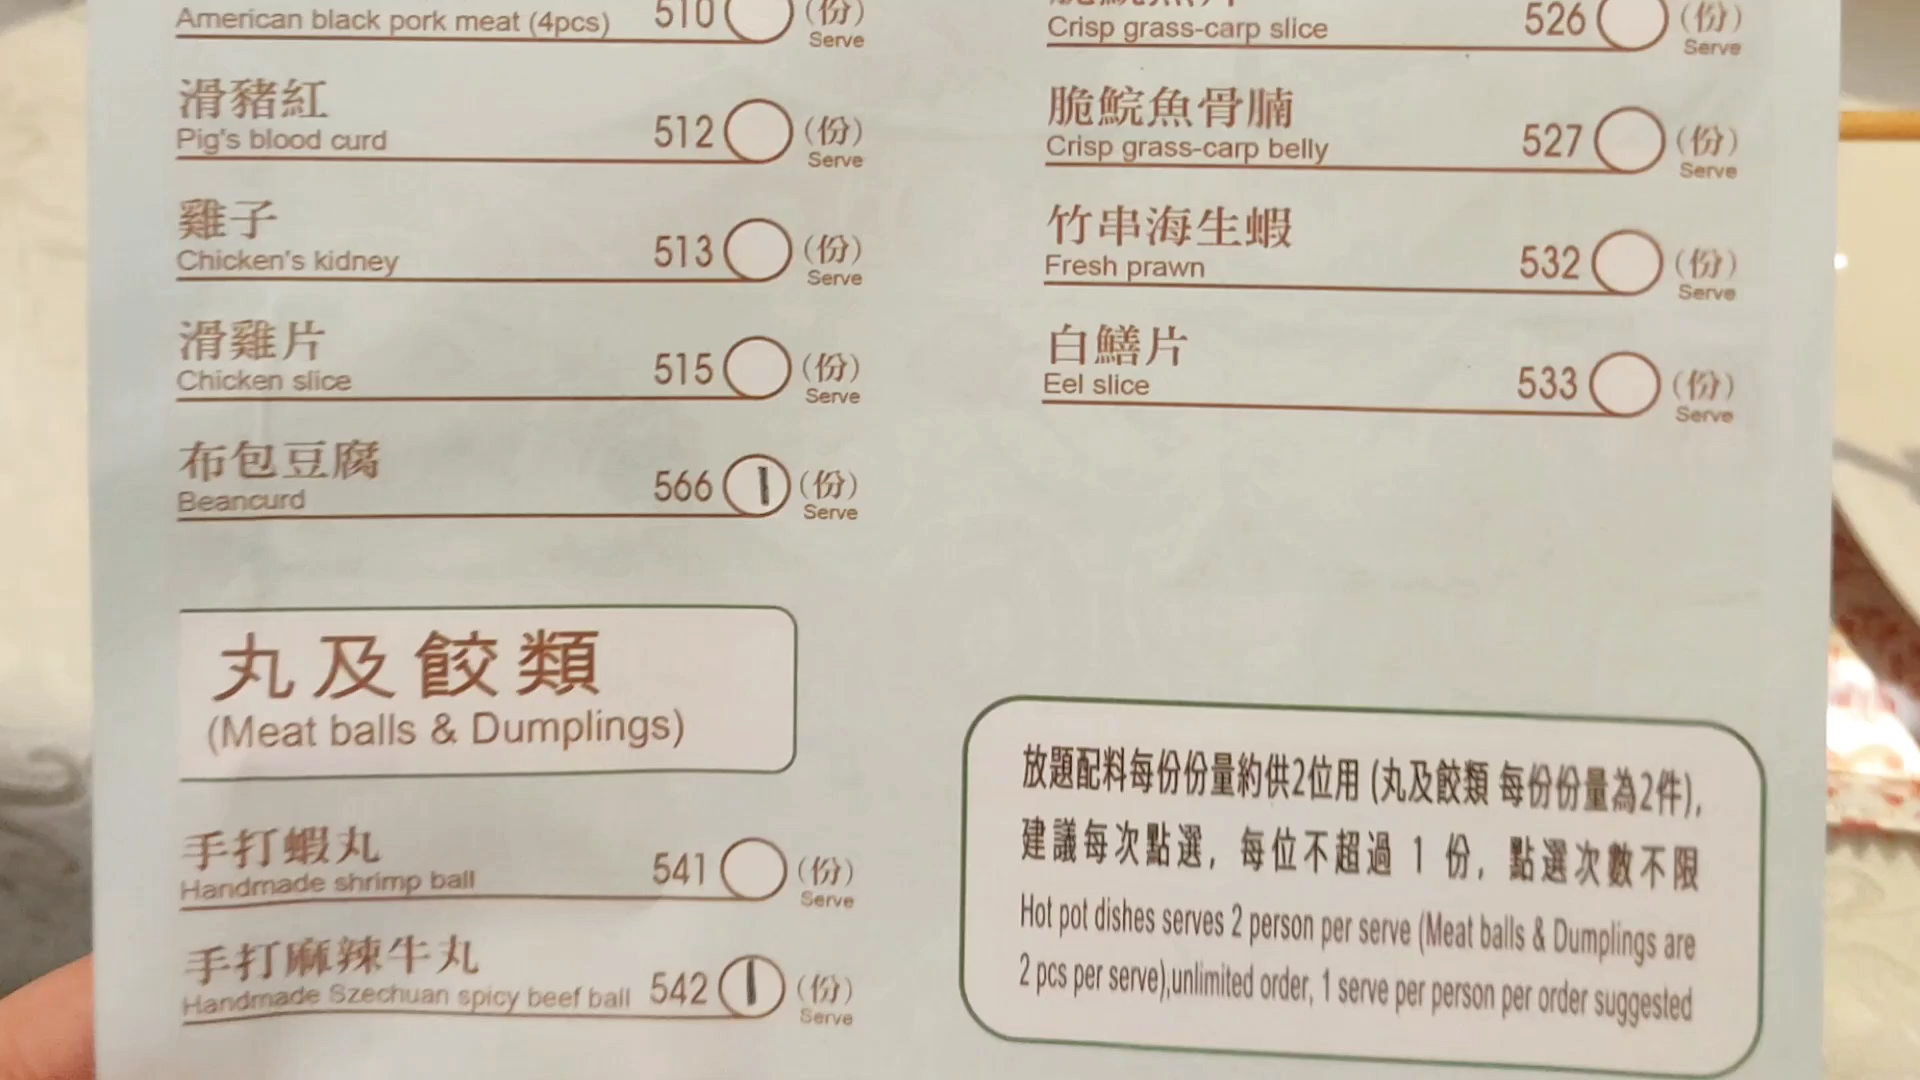 American black pork meat (4pcs) 510 (份)
Serve
滑豬紅
Pig's blood curd 512 (份)
Serve
雞子
Chicken's kidney 513 (份)
Serve
滑雞片
Chicken slice 515 (份)
Serve
布包豆腐
Beancurd 566 1 (份)
Serve
丸及餃類
(Meat balls & Dumplings)
手打蝦丸
Handmade shrimp ball 541 (份)
Serve
手打麻辣牛丸
Handmade Szechuan spicy beef ball 542 1 (份)
Serve
Crisp grass-carp slice 526 (份)
Serve
脆鯇魚骨腩
Crisp grass-carp belly 527 (份)
Serve
竹串海生蝦
Fresh prawn 532 (份)
Serve
白鱔片
Eel slice 533 (份)
Serve
放題配料每份份量約供2位用 (丸及餃類 每份份量為2件),
建議每次點選, 每位不超過 1 份, 點選次數不限
Hot pot dishes serves 2 person per serve (Meat balls & Dumplings are
2 pcs per serve),unlimited order, 1 serve per person per order suggested